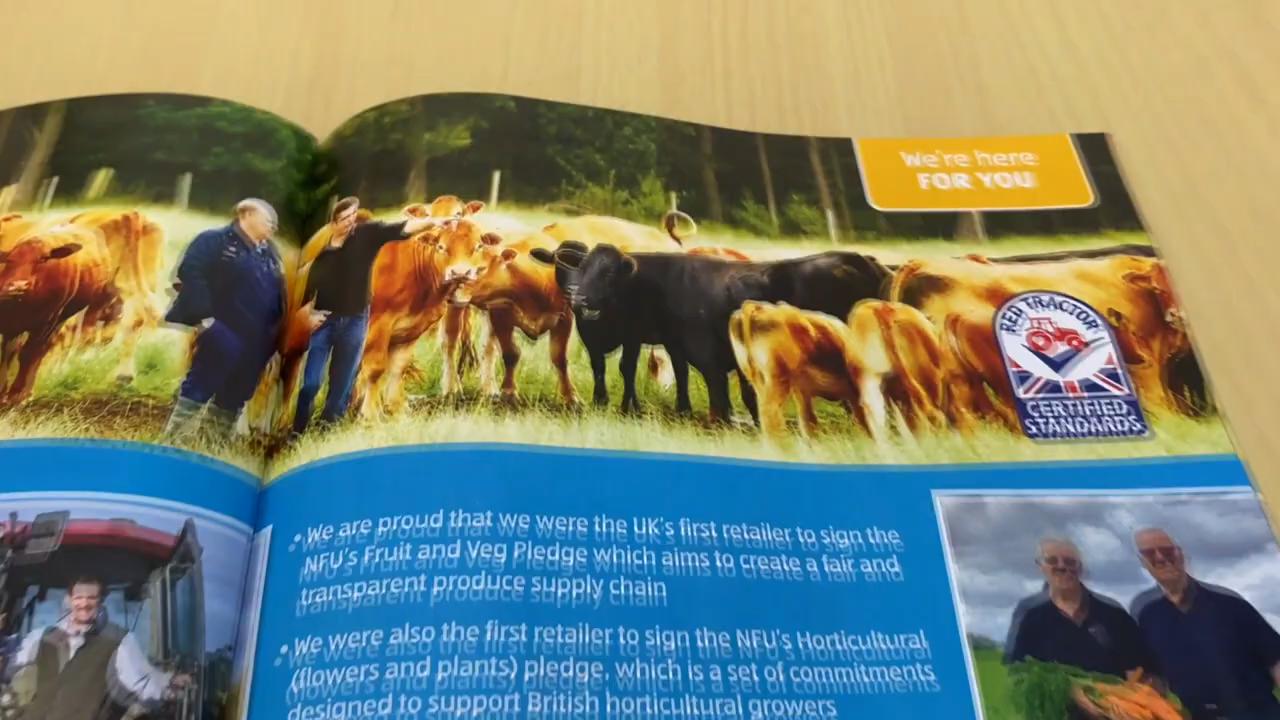 We're here
FOR YOU
RED TRACTOR
CERTIFIED
STANDARDS
• We are proud that we were the UK's first retailer to sign the
NFU's Fruit and Veg Pledge which aims to create a fair and
transparent produce supply chain
• We were also the first retailer to sign the NFU's Horticultural
(flowers and plants) pledge, which is a set of commitments
designed to support British horticultural growers